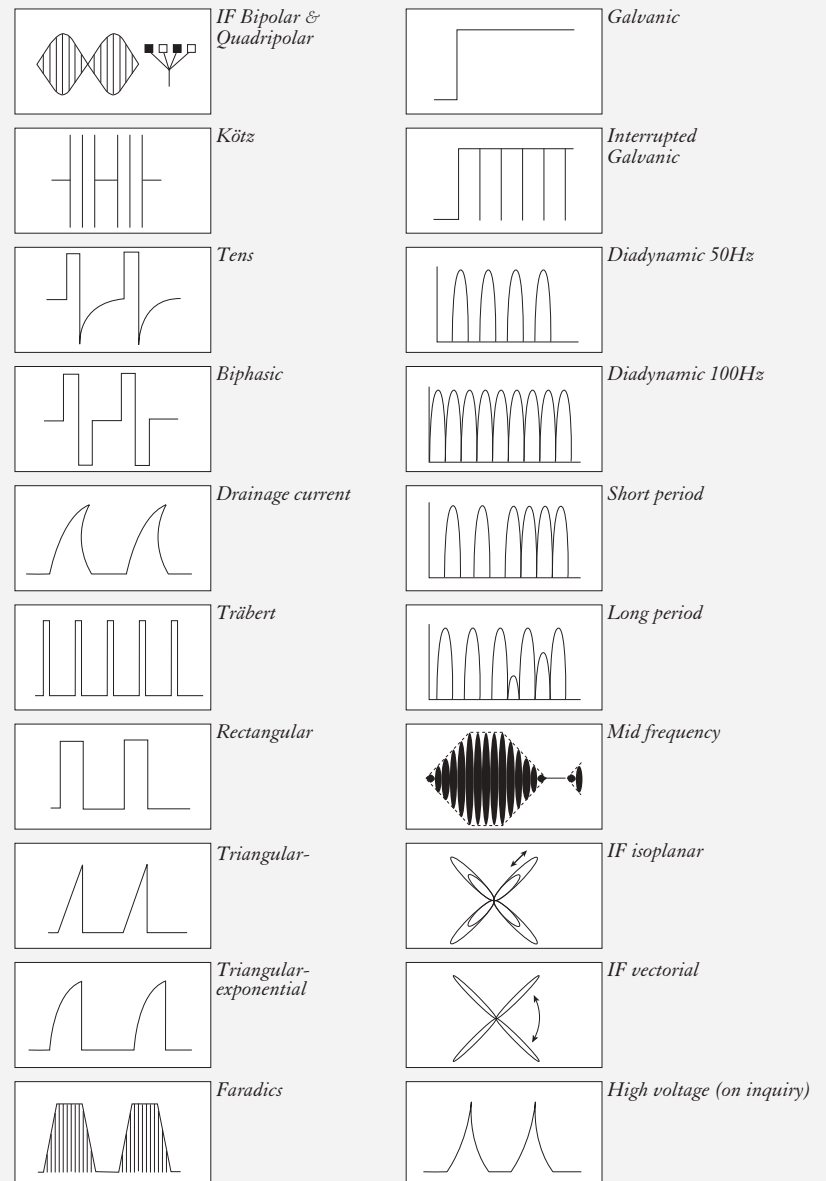 IF Bipolar &
Quadripolar
Kötz
Tens
Biphasic
Drainage current
Träbert
Rectangular
Triangular-
Triangular-
exponential
Faradics
Galvanic
Interrupted
Galvanic
Diadynamic 50Hz
Diadynamic 100Hz
Short period
Long period
Mid frequency
IF isoplanar
IF vectorial
High voltage (on inquiry)